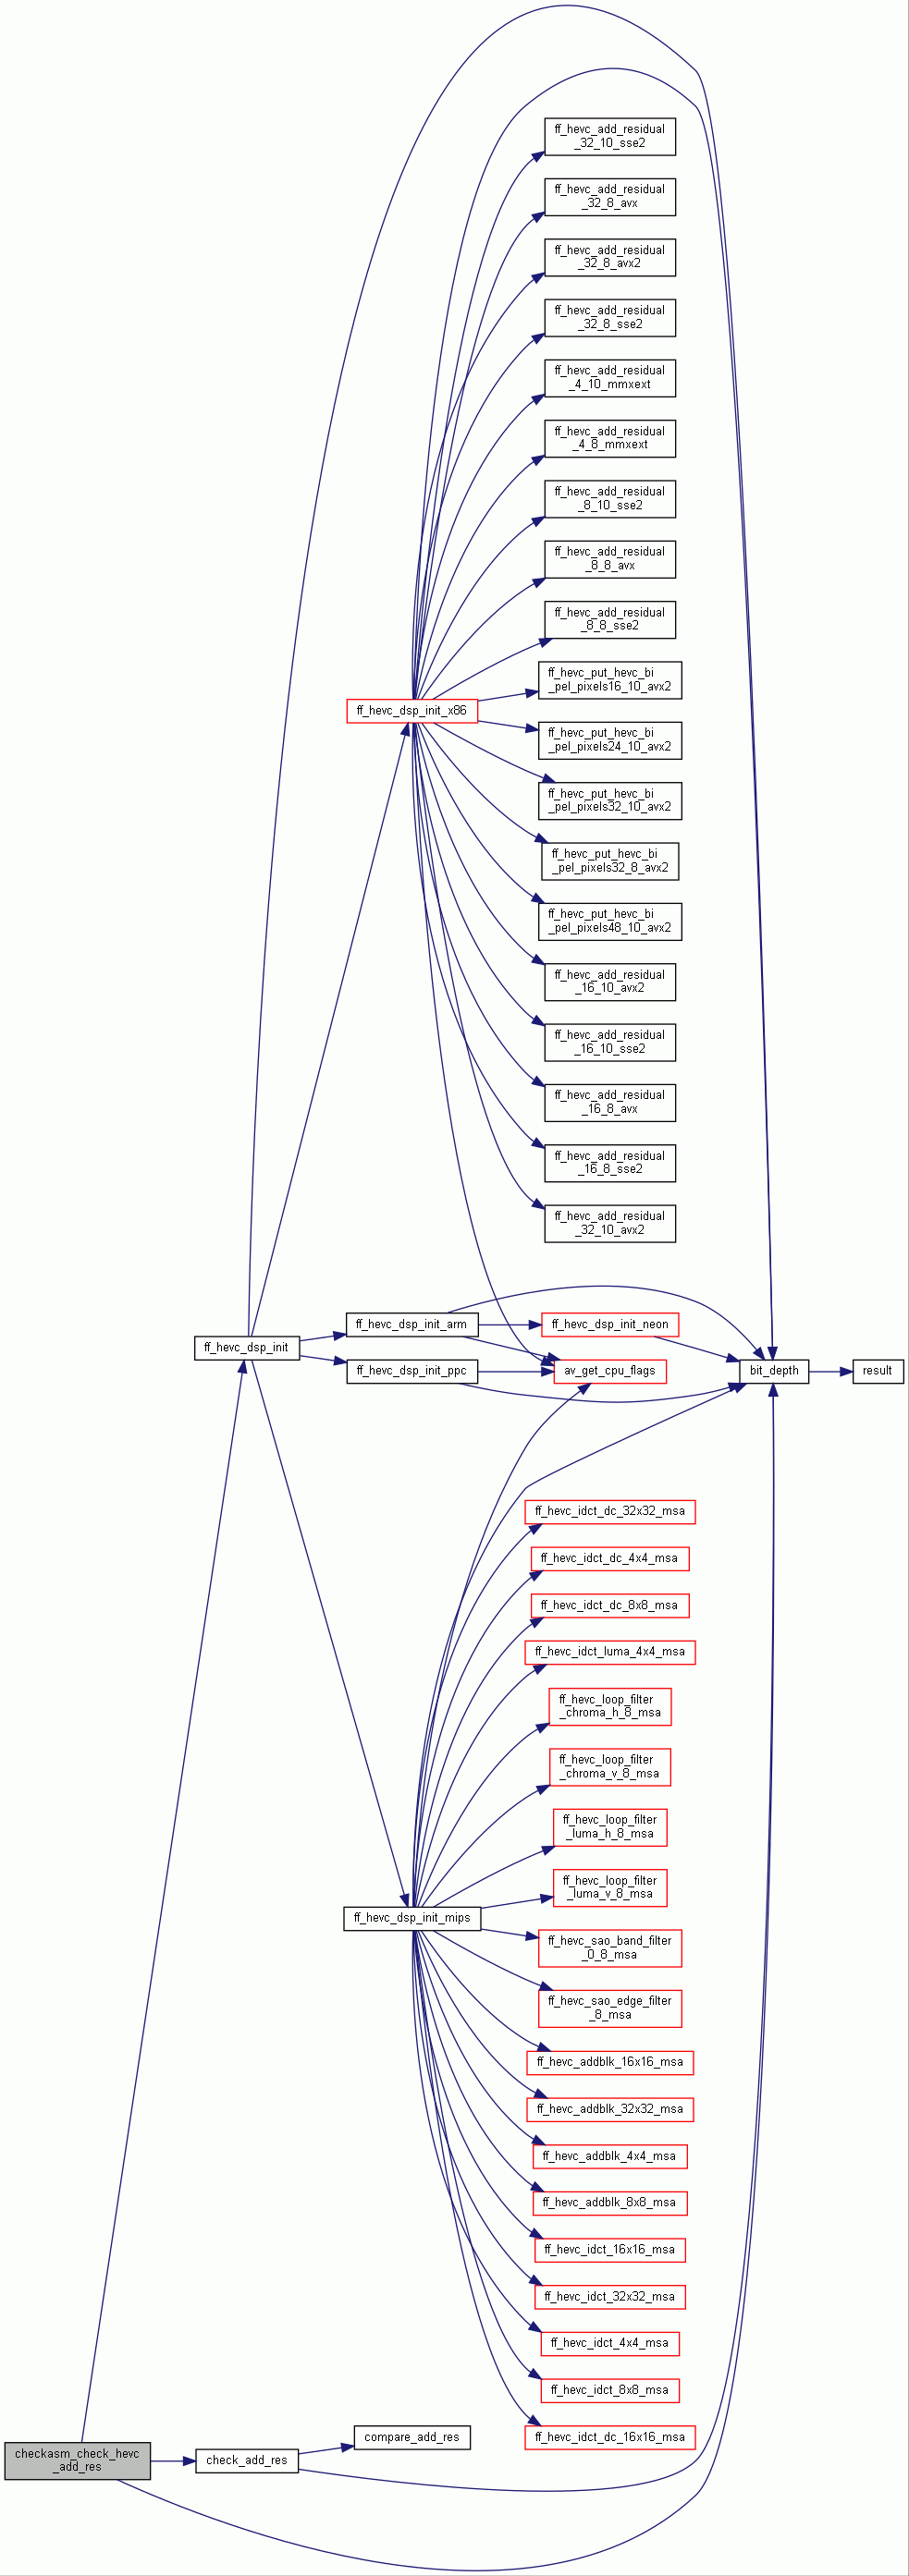 ff_hevc_add_residual
_32_10_sse2
ff_hevc_add_residual
_32_8_avx
ff_hevc_add_residual
_32_8_avx2
ff_hevc_add_residual
_32_8_sse2
ff_hevc_add_residual
_4_10_mmxext
ff_hevc_add_residual
_4_8_mmxext
ff_hevc_add_residual
_8_10_sse2
ff_hevc_add_residual
_8_8_avx
ff_hevc_add_residual
_8_8_sse2
ff_hevc_put_hevc_bi
_pel_pixels16_10_avx2
ff_hevc_dsp_init_x86
ff_hevc_put_hevc_bi
_pel_pixels24_10_avx2
ff_hevc_put_hevc_bi
_pel_pixels32_10_avx2
ff_hevc_put_hevc_bi
_pel_pixels32_8_avx2
ff_hevc_put_hevc_bi
_pel_pixels48_10_avx2
ff_hevc_add_residual
_16_10_avx2
ff_hevc_add_residual
_16_10_sse2
ff_hevc_add_residual
_16_8_avx
ff_hevc_add_residual
_16_8_sse2
ff_hevc_add_residual
_32_10_avx2
ff_hevc_dsp_init_arm
ff_hevc_dsp_init_neon
ff_hevc_dsp_init
ff_hevc_dsp_init_ppc
av_get_cpu_flags
bit_depth
result
ff_hevc_idct_dc_32x32_msa
ff_hevc_idct_dc_4x4_msa
ff_hevc_idct_dc_8x8_msa
ff_hevc_idct_luma_4x4_msa
ff_hevc_loop_filter
_chroma_h_8_msa
ff_hevc_loop_filter
_chroma_v_8_msa
ff_hevc_loop_filter
_luma_h_8_msa
ff_hevc_loop_filter
_luma_v_8_msa
ff_hevc_dsp_init_mips
ff_hevc_sao_band_filter
_0_8_msa
ff_hevc_sao_edge_filter
_8_msa
ff_hevc_addblk_16x16_msa
ff_hevc_addblk_32x32_msa
ff_hevc_addblk_4x4_msa
ff_hevc_addblk_8x8_msa
ff_hevc_idct_16x16_msa
ff_hevc_idct_32x32_msa
ff_hevc_idct_4x4_msa
ff_hevc_idct_8x8_msa
ff_hevc_idct_dc_16x16_msa
compare_add_res
checkasm_check_hevc
_add_res
check_add_res